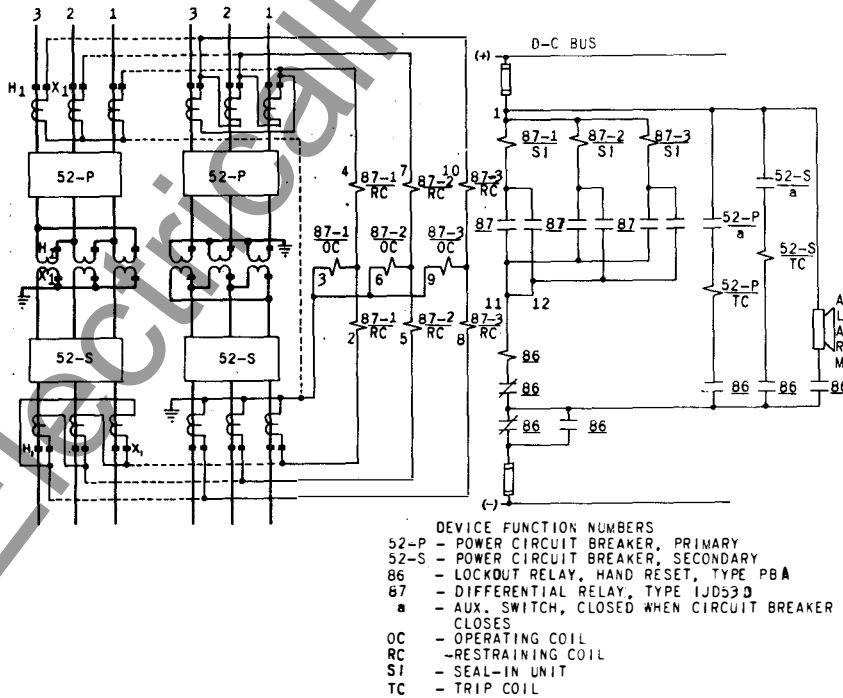 3 2 1 3 2 1
D-C BUS
(+)
H1 X1
1
87-1 87-2 87-3
SI SI SI
52-P 52-P
4 87-1 7 87-2 10 87-3
RC RC RC
52-S
a
87 87 87
52-P
a
87-1 87-2 87-3
OC OC OC
H1
X1
3 6 9
52-S
TC
52-P
TC
11 12
87-1 87-2 87-3
2 RC 5 RC 8 RC
ALARM
52-S 52-S
86
86 86 86 86
86 86
H1 X1
(-)
DEVICE FUNCTION NUMBERS
52-P - POWER CIRCUIT BREAKER, PRIMARY
52-S - POWER CIRCUIT BREAKER, SECONDARY
86 - LOCKOUT RELAY, HAND RESET, TYPE PBA
87 - DIFFERENTIAL RELAY, TYPE IJD53D
a - AUX. SWITCH, CLOSED WHEN CIRCUIT BREAKER
CLOSES
OC - OPERATING COIL
RC -RESTRAINING COIL
SI - SEAL-IN UNIT
TC - TRIP COIL
Electrical